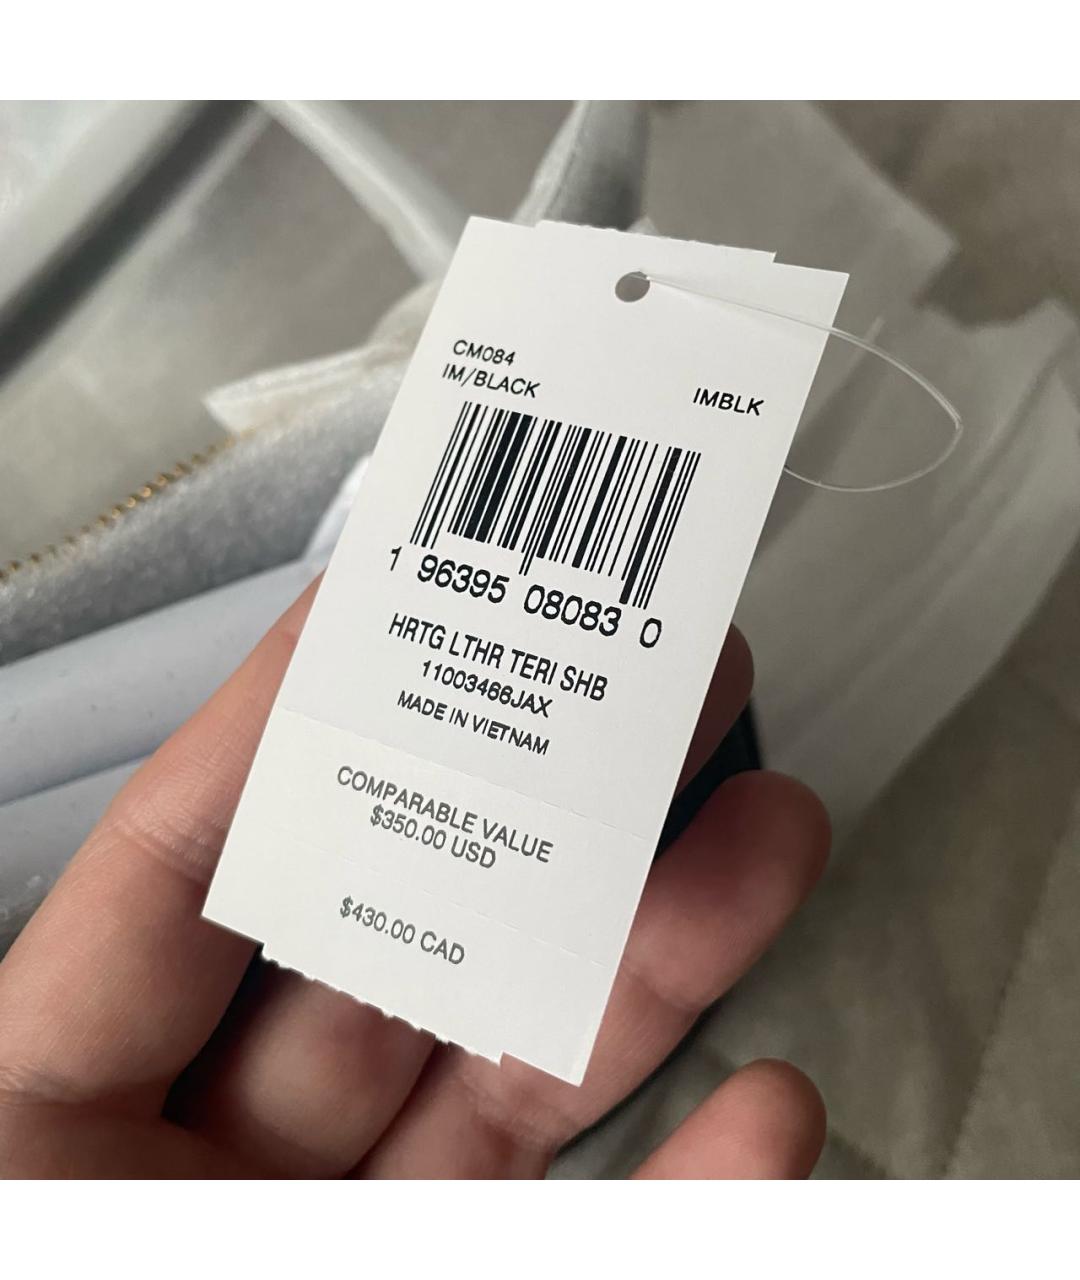 CM084
IM/BLACK
IMBLK
1 96395 08083 0
HRTG LTHR TERI SHB
11003466JAX
MADE IN VIETNAM
COMPARABLE VALUE
$350.00 USD
$430.00 CAD